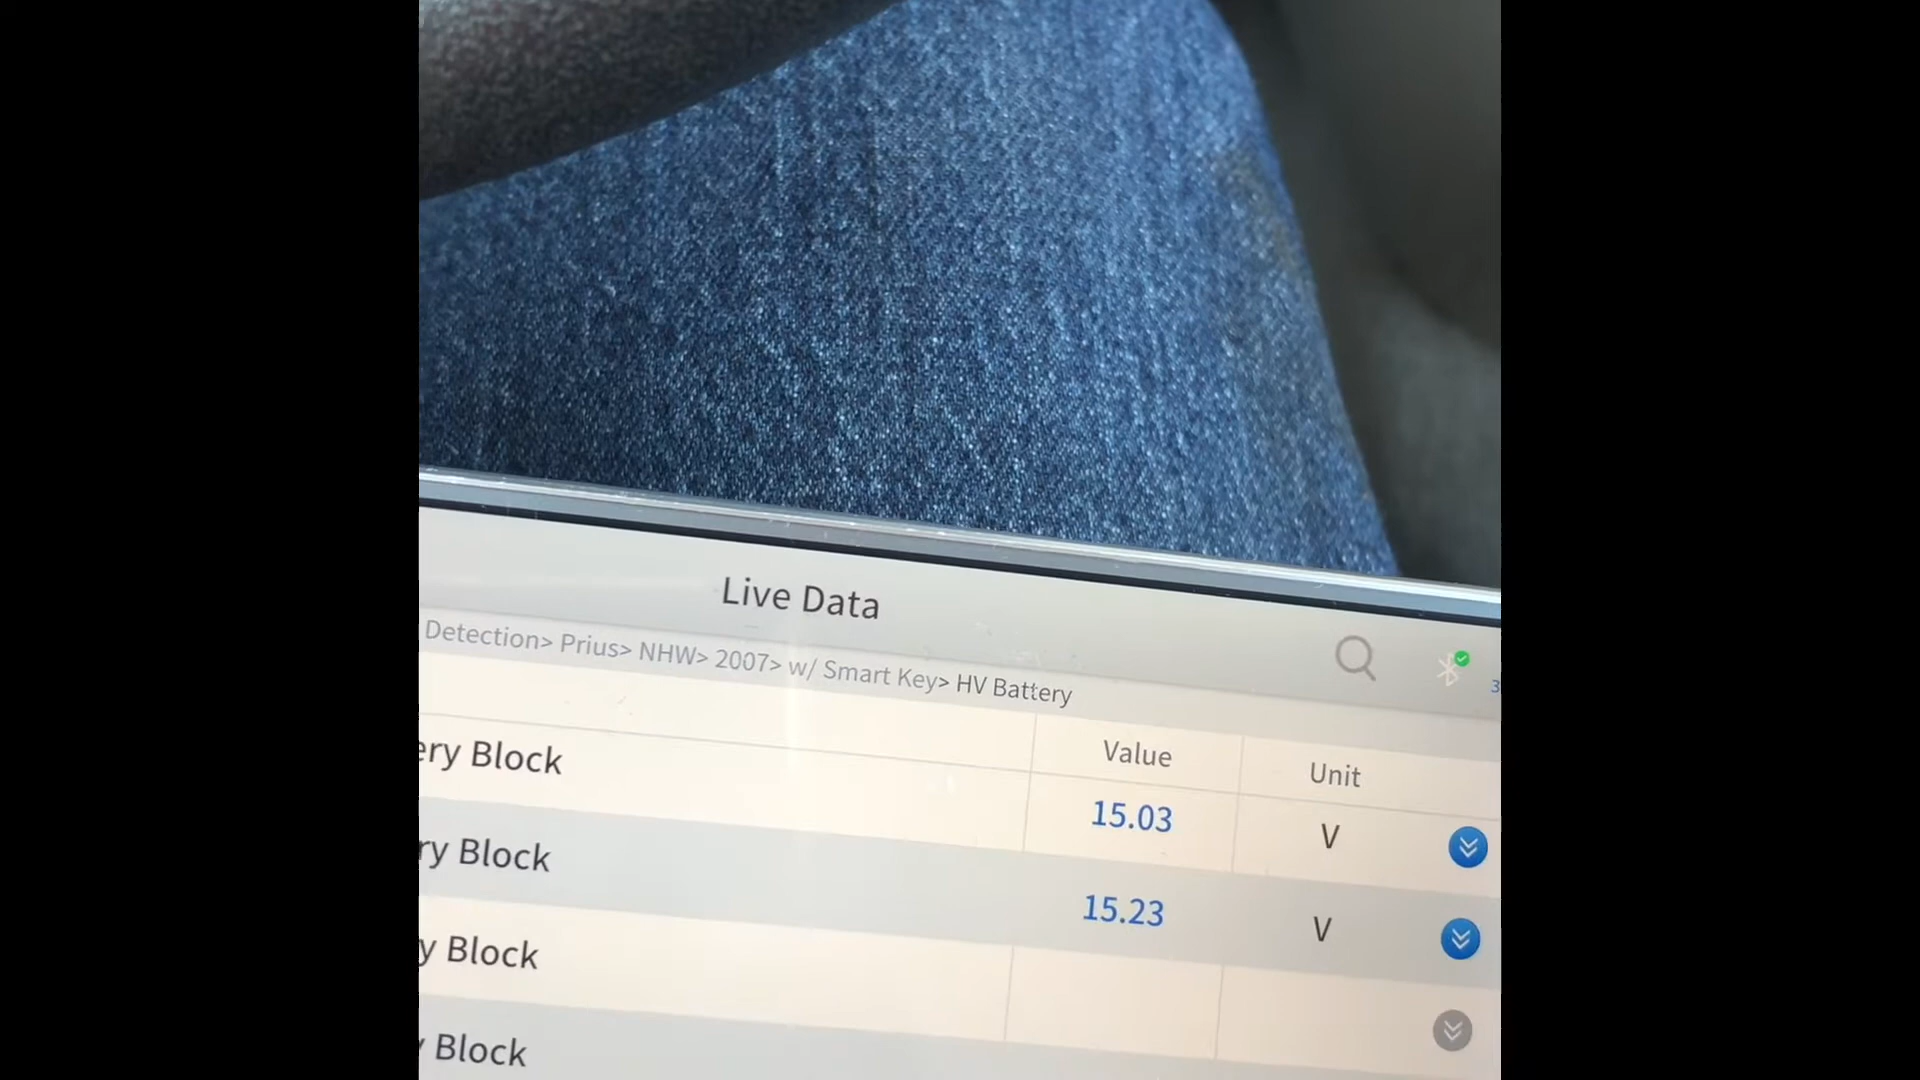 Live Data
Detection> Prius> NHW> 2007> w/ Smart Key> HV Battery
Value Unit
ery Block 15.03 V
ry Block 15.23 V
y Block
Block
3